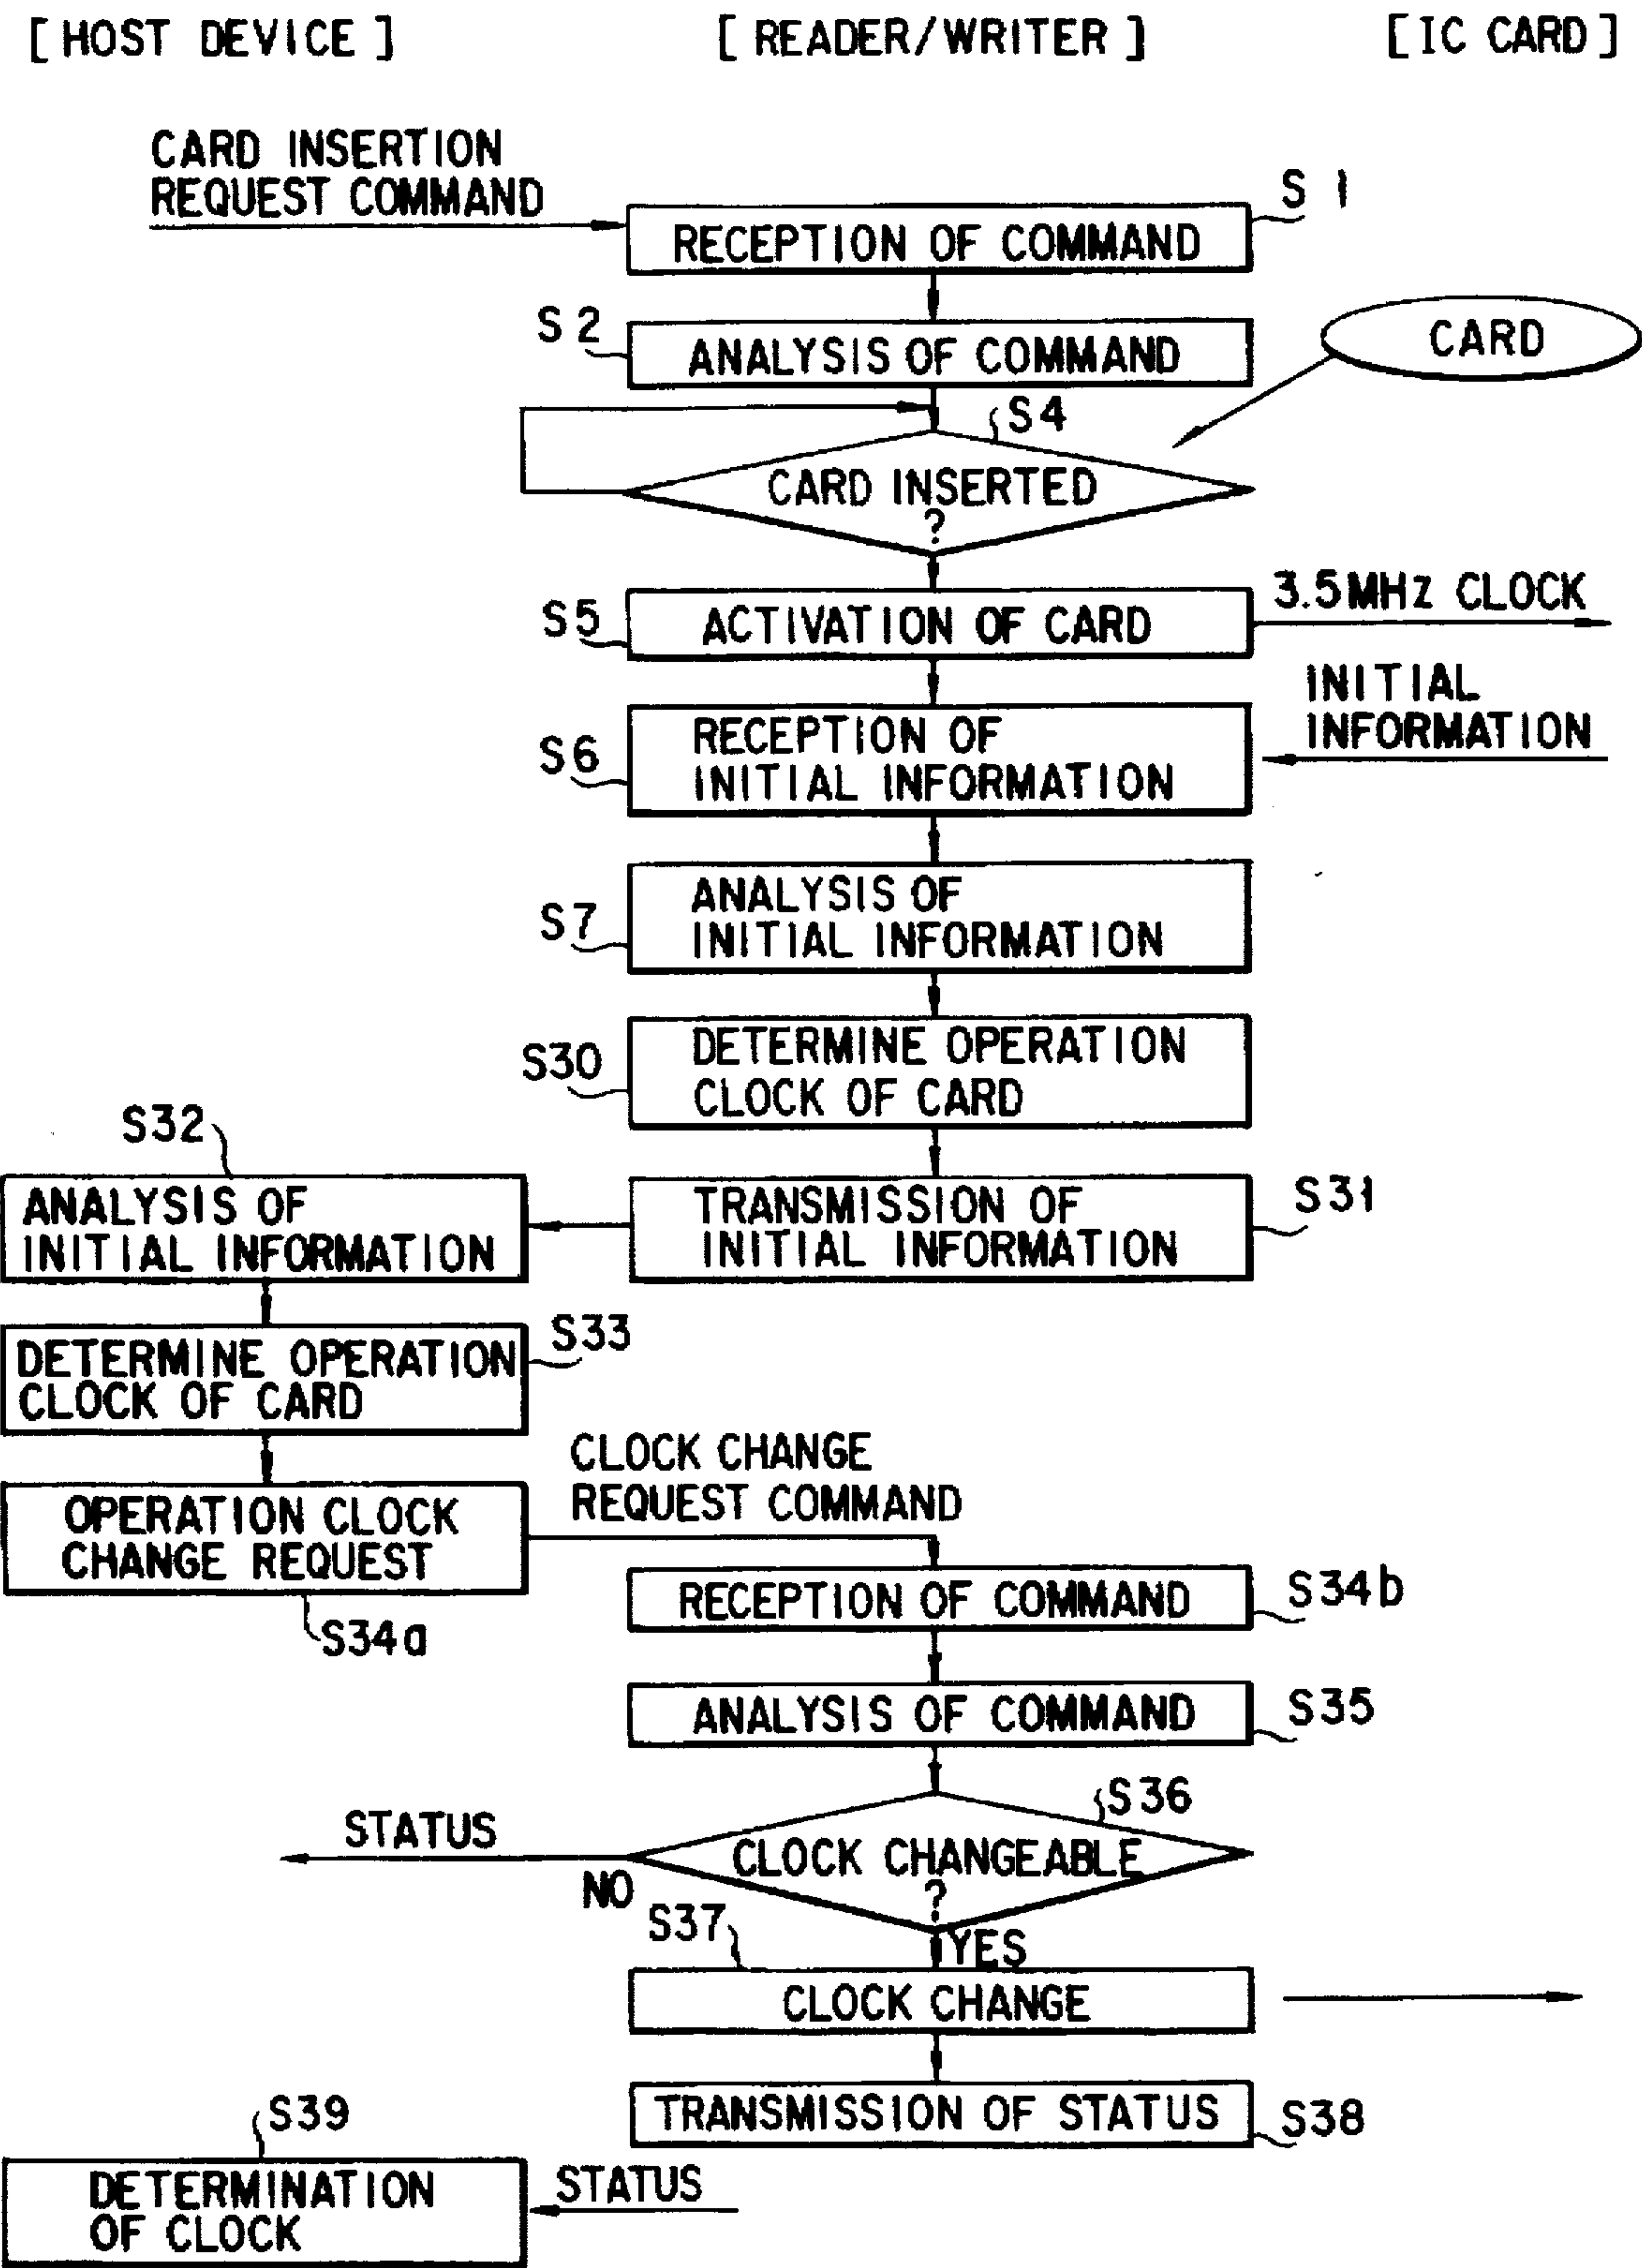 [ HOST DEVICE ]
[ READER/WRITER ]
[ IC CARD ]
CARD INSERTION
REQUEST COMMAND
S 1
RECEPTION OF COMMAND
S 2
ANALYSIS OF COMMAND
CARD
S4
CARD INSERTED
?
S5
ACTIVATION OF CARD
3.5MHz CLOCK
INITIAL
INFORMATION
S6
RECEPTION OF
INITIAL INFORMATION
S7
ANALYSIS OF
INITIAL INFORMATION
S30
DETERMINE OPERATION
CLOCK OF CARD
S31
TRANSMISSION OF
INITIAL INFORMATION
S32
ANALYSIS OF
INITIAL INFORMATION
S33
DETERMINE OPERATION
CLOCK OF CARD
OPERATION CLOCK
CHANGE REQUEST
S34a
CLOCK CHANGE
REQUEST COMMAND
RECEPTION OF COMMAND
S34b
ANALYSIS OF COMMAND
S35
S36
CLOCK CHANGEABLE
?
STATUS
NO
YES
S37
CLOCK CHANGE
TRANSMISSION OF STATUS
S38
S39
DETERMINATION
OF CLOCK
STATUS